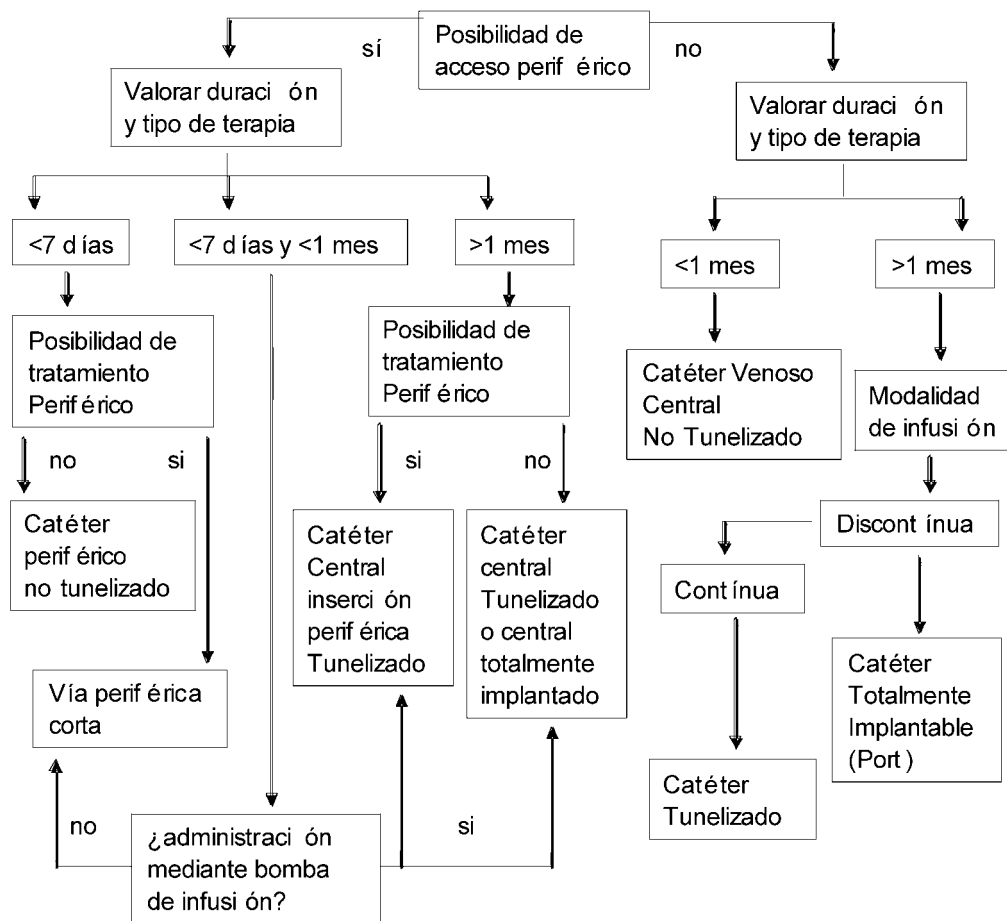 Posibilidad de
acceso perif érico
sí
no
Valorar duraci ón
y tipo de terapia
Valorar duraci ón
y tipo de terapia
<7 d ías
<7 días y <1 mes
>1 mes
<1 mes
>1 mes
Posibilidad de
tratamiento
Perif érico
Posibilidad de
tratamiento
Perif érico
Catéter Venoso
Central
No Tunelizado
Modalidad
de infusi ón
no
si
si
no
Catéter
perif érico
no tunelizado
Catéter
Central
inserci ón
perif érica
Tunelizado
Catéter
central
Tunelizado
o central
totalmente
implantado
Discont ínua
Contínua
Vía perif érica
corta
Catéter
Totalmente
Implantable
(Port )
Catéter
Tunelizado
no
si
¿administraci ón
mediante bomba
de infusi ón?